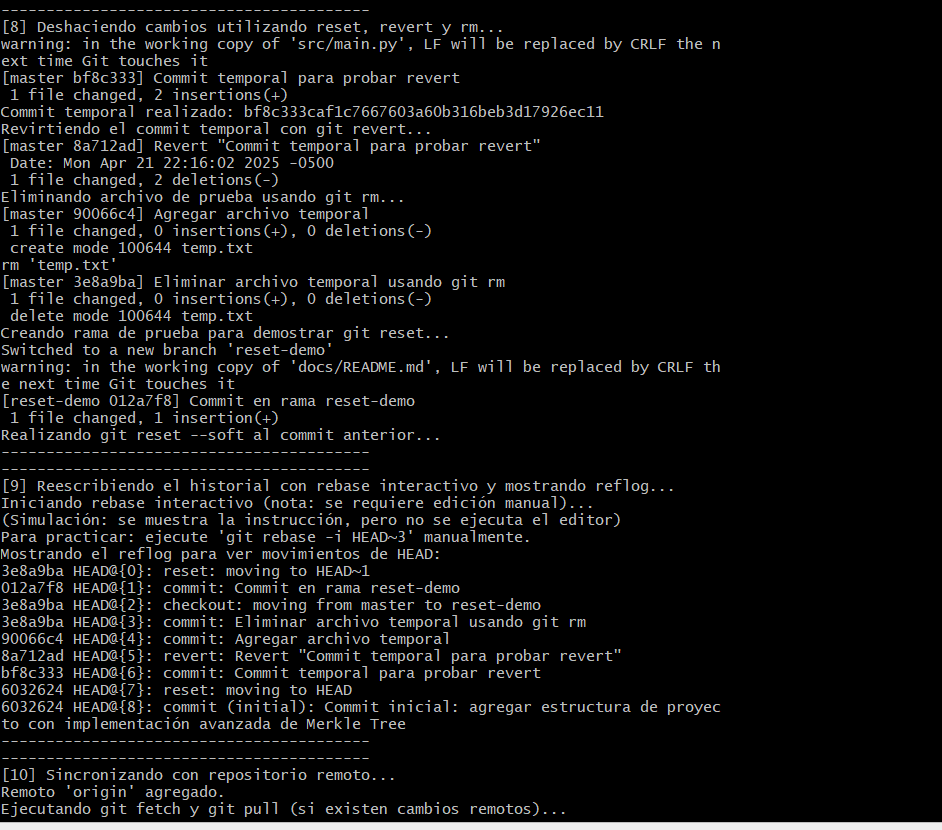 -----------------------------------------
[8] Deshaciendo cambios utilizando reset, revert y rm...
warning: in the working copy of 'src/main.py', LF will be replaced by CRLF the n
ext time Git touches it
[master bf8c333] Commit temporal para probar revert
 1 file changed, 2 insertions(+)
Commit temporal realizado: bf8c333caf1c7667603a60b316beb3d17926ec11
Revirtiendo el commit temporal con git revert...
[master 8a712ad] Revert "Commit temporal para probar revert"
 Date: Mon Apr 21 22:16:02 2025 -0500
 1 file changed, 2 deletions(-)
Eliminando archivo de prueba usando git rm...
[master 90066c4] Agregar archivo temporal
 1 file changed, 0 insertions(+), 0 deletions(-)
 create mode 100644 temp.txt
rm 'temp.txt'
[master 3e8a9ba] Eliminar archivo temporal usando git rm
 1 file changed, 0 insertions(+), 0 deletions(-)
 delete mode 100644 temp.txt
Creando rama de prueba para demostrar git reset...
Switched to a new branch 'reset-demo'
warning: in the working copy of 'docs/README.md', LF will be replaced by CRLF th
e next time Git touches it
[reset-demo 012a7f8] Commit en rama reset-demo
 1 file changed, 1 insertion(+)
Realizando git reset --soft al commit anterior...
-----------------------------------------
-----------------------------------------
[9] Reescribiendo el historial con rebase interactivo y mostrando reflog...
Iniciando rebase interactivo (nota: se requiere edición manual)...
(Simulación: se muestra la instrucción, pero no se ejecuta el editor)
Para practicar: ejecute 'git rebase -i HEAD~3' manualmente.
Mostrando el reflog para ver movimientos de HEAD:
3e8a9ba HEAD@{0}: reset: moving to HEAD~1
012a7f8 HEAD@{1}: commit: Commit en rama reset-demo
3e8a9ba HEAD@{2}: checkout: moving from master to reset-demo
3e8a9ba HEAD@{3}: commit: Eliminar archivo temporal usando git rm
90066c4 HEAD@{4}: commit: Agregar archivo temporal
8a712ad HEAD@{5}: revert: Revert "Commit temporal para probar revert"
bf8c333 HEAD@{6}: commit: Commit temporal para probar revert
6032624 HEAD@{7}: reset: moving to HEAD
6032624 HEAD@{8}: commit (initial): Commit inicial: agregar estructura de proyec
to con implementación avanzada de Merkle Tree
-----------------------------------------
-----------------------------------------
[10] Sincronizando con repositorio remoto...
Remoto 'origin' agregado.
Ejecutando git fetch y git pull (si existen cambios remotos)...